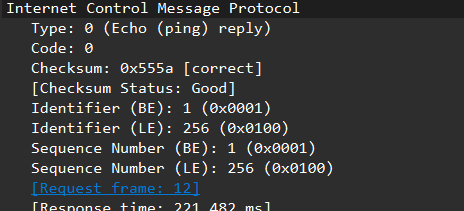 Internet Control Message Protocol
Type: 0 (Echo (ping) reply)
Code: 0
Checksum: 0x555a [correct]
[Checksum Status: Good]
Identifier (BE): 1 (0x0001)
Identifier (LE): 256 (0x0100)
Sequence Number (BE): 1 (0x0001)
Sequence Number (LE): 256 (0x0100)
[Request frame: 12]
[Response time: 221.482 ms]